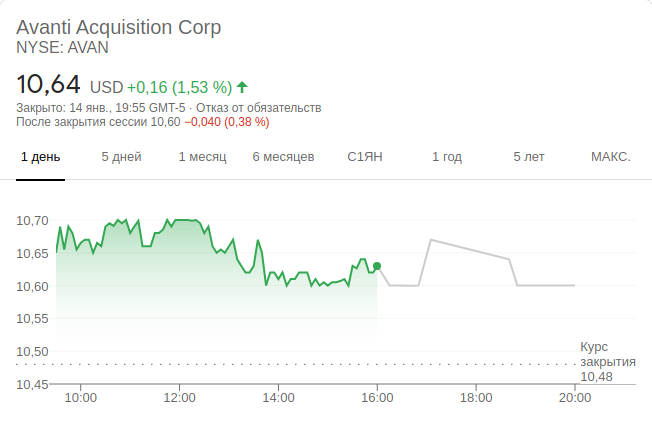 Avanti Acquisition Corp
NYSE: AVAN
10,64 USD +0,16 (1,53 %)
Закрыто: 14 янв., 19:55 GMT-5 · Отказ от обязательств
После закрытия сессии 10,60 −0,040 (0,38 %)
1 день 5 дней 1 месяц 6 месяцев С1ЯН 1 год 5 лет МАКС.
10,70
10,65
10,60
10,55
10,50
Курс
закрытия
10,48
10,45
10:00 12:00 14:00 16:00 18:00 20:00